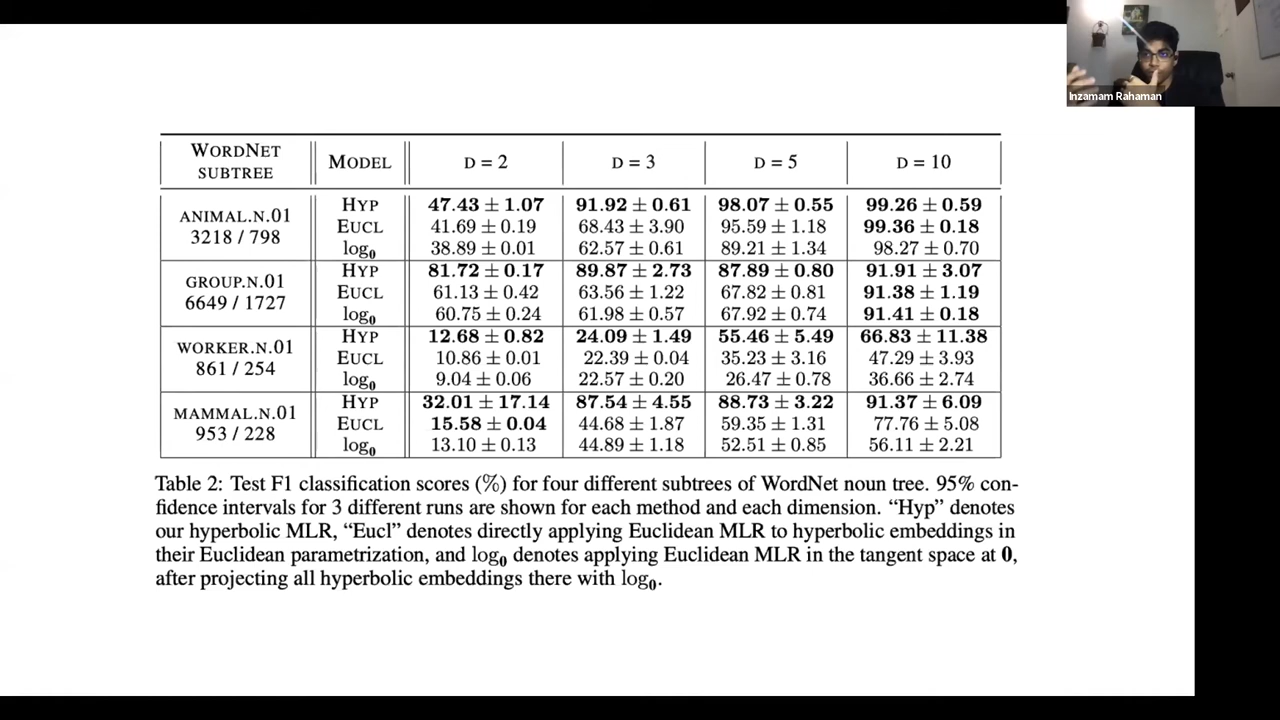 Inzamam Rahaman
WORDNET SUBTREE MODEL D = 2 D = 3 D = 5 D = 10
ANIMAL.N.01 3218 / 798 HYP 47.43 ± 1.07 91.92 ± 0.61 98.07 ± 0.55 99.26 ± 0.59
EUCL 41.69 ± 0.19 68.43 ± 3.90 95.59 ± 1.18 99.36 ± 0.18
log₀ 38.89 ± 0.01 62.57 ± 0.61 89.21 ± 1.34 98.27 ± 0.70
GROUP.N.01 6649 / 1727 HYP 81.72 ± 0.17 89.87 ± 2.73 87.89 ± 0.80 91.91 ± 3.07
EUCL 61.13 ± 0.42 63.56 ± 1.22 67.82 ± 0.81 91.38 ± 1.19
log₀ 60.75 ± 0.24 61.98 ± 0.57 67.92 ± 0.74 91.41 ± 0.18
WORKER.N.01 861 / 254 HYP 12.68 ± 0.82 24.09 ± 1.49 55.46 ± 5.49 66.83 ± 11.38
EUCL 10.86 ± 0.01 22.39 ± 0.04 35.23 ± 3.16 47.29 ± 3.93
log₀ 9.04 ± 0.06 22.57 ± 0.20 26.47 ± 0.78 36.66 ± 2.74
MAMMAL.N.01 953 / 228 HYP 32.01 ± 17.14 87.54 ± 4.55 88.73 ± 3.22 91.37 ± 6.09
EUCL 15.58 ± 0.04 44.68 ± 1.87 59.35 ± 1.31 77.76 ± 5.08
log₀ 13.10 ± 0.13 44.89 ± 1.18 52.51 ± 0.85 56.11 ± 2.21
Table 2: Test F1 classification scores (%) for four different subtrees of WordNet noun tree. 95% con-
fidence intervals for 3 different runs are shown for each method and each dimension. “Hyp” denotes
our hyperbolic MLR, “Eucl” denotes directly applying Euclidean MLR to hyperbolic embeddings in
their Euclidean parametrization, and log₀ denotes applying Euclidean MLR in the tangent space at 0,
after projecting all hyperbolic embeddings there with log₀.